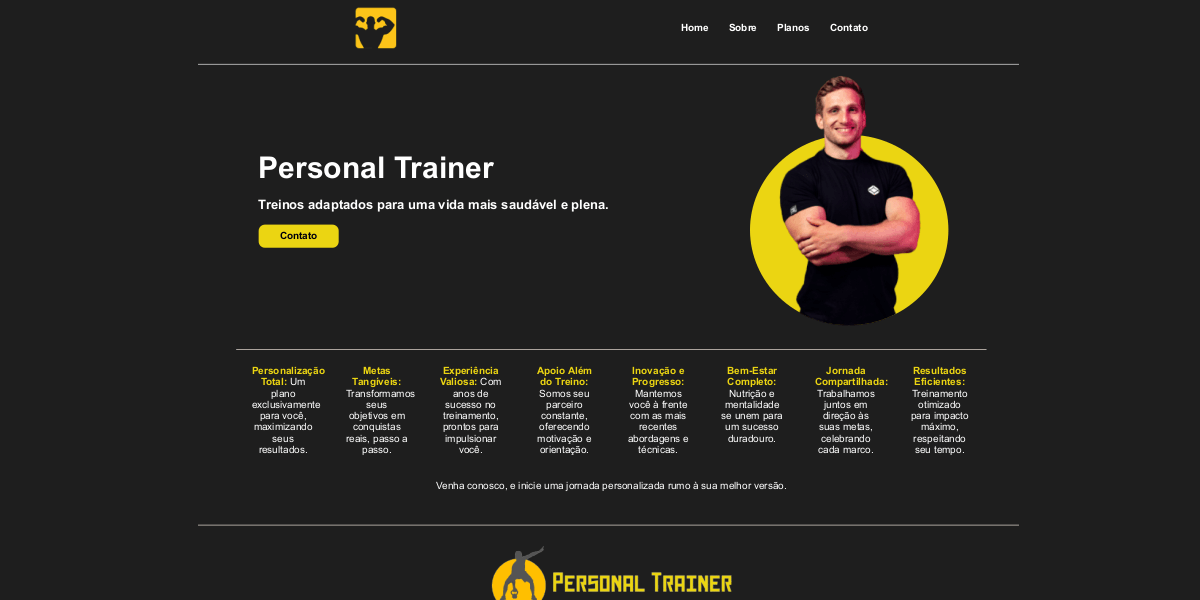 Home Sobre Planos Contato
Personal Trainer
Treinos adaptados para uma vida mais saudável e plena.
Contato
Personalização
Total: Um
plano
exclusivamente
para você,
maximizando
seus
resultados.
Metas
Tangíveis:
Transformamos
seus
objetivos em
conquistas
reais, passo a
passo.
Experiência
Valiosa: Com
anos de
sucesso no
treinamento,
prontos para
impulsionar
você.
Apoio Além
do Treino:
Somos seu
parceiro
constante,
oferecendo
motivação e
orientação.
Inovação e
Progresso:
Mantemos
você à frente
com as mais
recentes
abordagens e
técnicas.
Bem-Estar
Completo:
Nutrição e
mentalidade
se unem para
um sucesso
duradouro.
Jornada
Compartilhada:
Trabalhamos
juntos em
direção às
suas metas,
celebrando
cada marco.
Resultados
Eficientes:
Treinamento
otimizado
para impacto
máximo,
respeitando
seu tempo.
Venha conosco, e inicie uma jornada personalizada rumo à sua melhor versão.
PERSONAL TRAINER